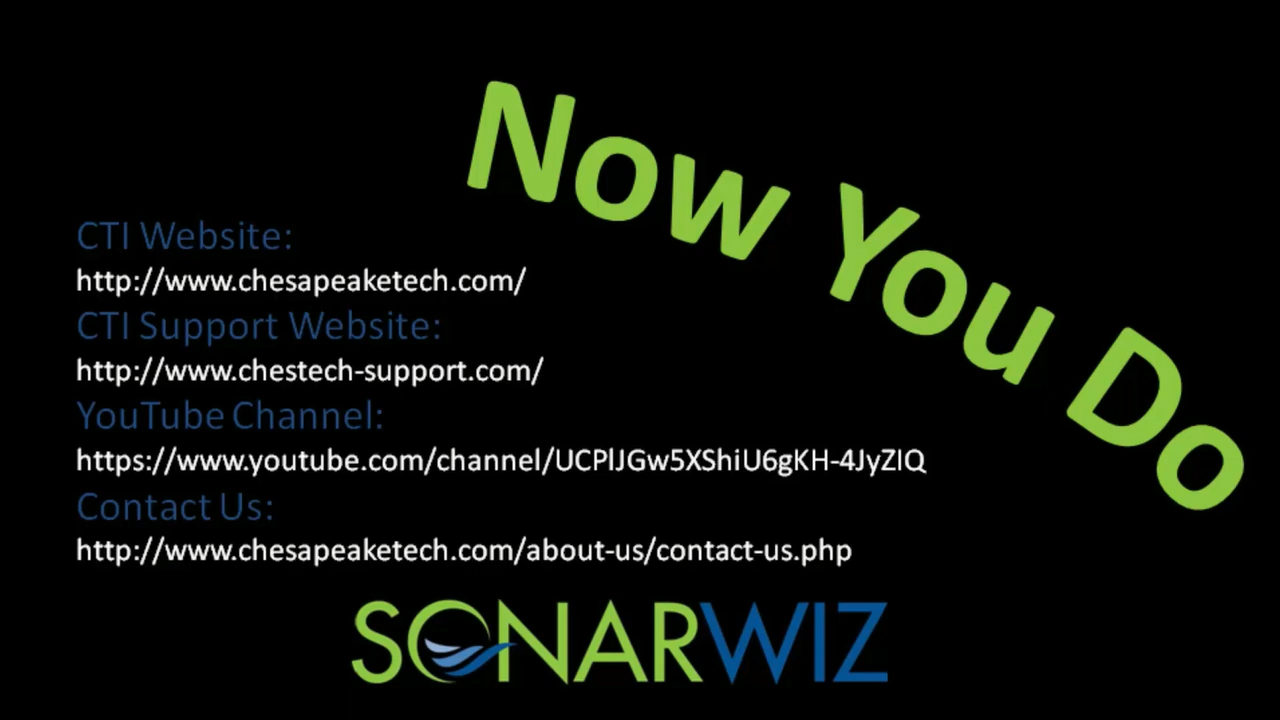 Now You Do
CTI Website:
http://www.chesapeaketech.com/
CTI Support Website:
http://www.chestech-support.com/
YouTube Channel:
https://www.youtube.com/channel/UCPlJGw5XShiU6gKH-4JyZIQ
Contact Us:
http://www.chesapeaketech.com/about-us/contact-us.php
SONARWIZ